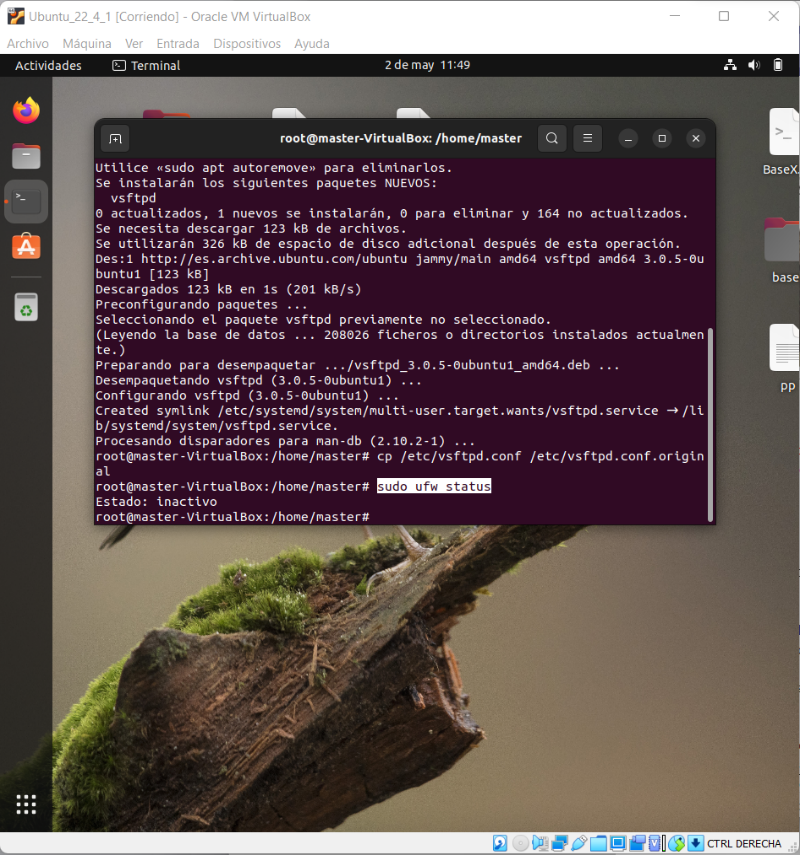 Ubuntu_22_4_1 [Corriendo] - Oracle VM VirtualBox
Archivo Máquina Ver Entrada Dispositivos Ayuda
Actividades Terminal 2 de may 11:49
root@master-VirtualBox: /home/master
Utilice «sudo apt autoremove» para eliminarlos.
Se instalarán los siguientes paquetes NUEVOS:
vsftpd
0 actualizados, 1 nuevos se instalarán, 0 para eliminar y 164 no actualizados.
Se necesita descargar 123 kB de archivos.
Se utilizarán 326 kB de espacio de disco adicional después de esta operación.
Des:1 http://es.archive.ubuntu.com/ubuntu jammy/main amd64 vsftpd amd64 3.0.5-0u
buntu1 [123 kB]
Descargados 123 kB en 1s (201 kB/s)
Preconfigurando paquetes ...
Seleccionando el paquete vsftpd previamente no seleccionado.
(Leyendo la base de datos ... 208026 ficheros o directorios instalados actualmen
te.)
Preparando para desempaquetar .../vsftpd_3.0.5-0ubuntu1_amd64.deb ...
Desempaquetando vsftpd (3.0.5-0ubuntu1) ...
Configurando vsftpd (3.0.5-0ubuntu1) ...
Created symlink /etc/systemd/system/multi-user.target.wants/vsftpd.service → /li
b/systemd/system/vsftpd.service.
Procesando disparadores para man-db (2.10.2-1) ...
root@master-VirtualBox:/home/master# cp /etc/vsftpd.conf /etc/vsftpd.conf.origin
al
root@master-VirtualBox:/home/master# sudo ufw status
Estado: inactivo
root@master-VirtualBox:/home/master#
BaseX
base
pp
CTRL DERECHA